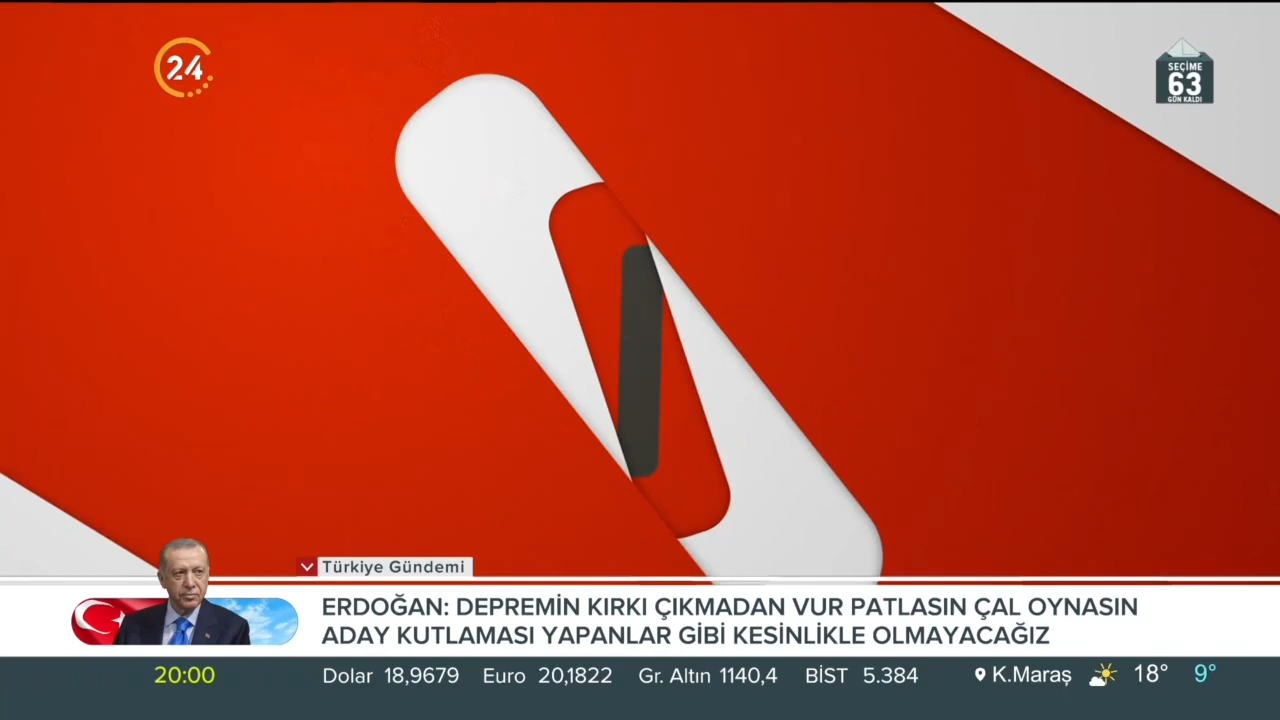 24
SEÇİME
63
GÜN KALDI
Türkiye Gündemi
ERDOĞAN: DEPREMİN KIRKI ÇIKMADAN VUR PATLASIN ÇAL OYNASIN
ADAY KUTLAMASI YAPANLAR GİBİ KESİNLİKLE OLMAYACAĞIZ
20:00 Dolar 18,9679 Euro 20,1822 Gr. Altın 1140,4 BİST 5.384 K.Maraş 18° 9°